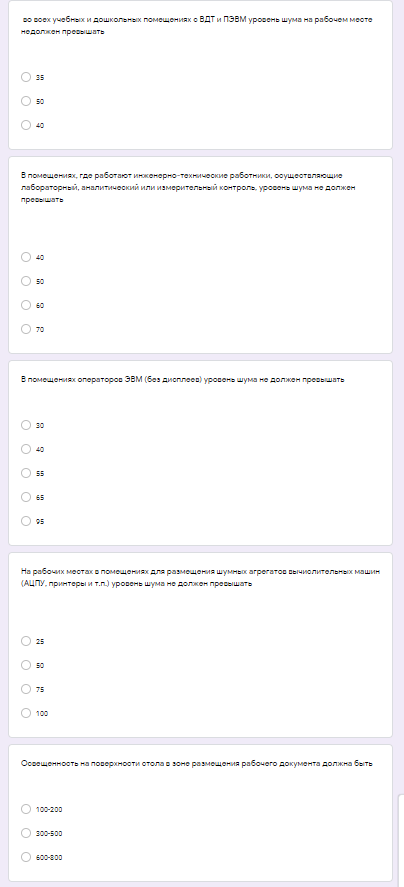 во всех учебных и дошкольных помещениях с ВДТ и ПЭВМ уровень шума на рабочем месте
недолжен превышать
35
50
40
В помещениях, где работают инженерно-технические работники, осуществляющие
лабораторный, аналитический или измерительный контроль, уровень шума не должен
превышать
40
50
60
70
В помещениях операторов ЭВМ (без дисплеев) уровень шума не должен превышать
30
40
55
65
95
На рабочих местах в помещениях для размещения шумных агрегатов вычислительных машин
(АЦПУ, принтеры и т.п.) уровень шума не должен превышать
25
50
75
100
Освещенность на поверхности стола в зоне размещения рабочего документа должна быть
100-200
300-500
600-800